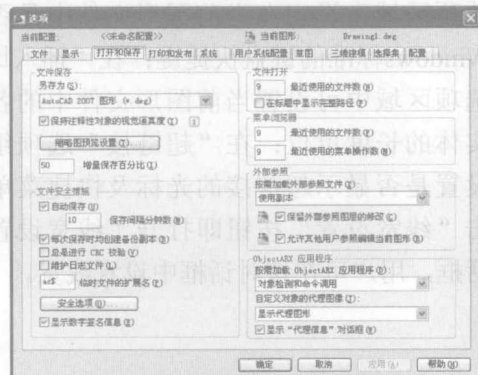 选项
当前配置: <<未命名配置>> 当前图形: Drawing1.dwg
文件 显示 打开和保存 打印和发布 系统 用户系统配置 草图 三维建模 选择集 配置
文件保存
另存为(S):
AutoCAD 2007 图形 (*.dwg)
保持注释性对象的视觉逼真度(I)
缩略图预览设置(T)
50 增量保存百分比(I)
文件安全措施
自动保存(U)
10 保存间隔分钟数(M)
每次保存时均创建备份副本(B)
总是进行 CRC 校验(V)
维护日志文件(L)
ac$ 临时文件的扩展名(P)
安全选项(O)...
显示数字签名信息(E)
文件打开
9 最近使用的文件数(N)
在标题中显示完整路径(F)
菜单浏览器
9 最近使用的文件数(R)
9 最近使用的菜单操作数(W)
外部参照
按需加载外部参照文件(X):
使用副本
保留外部参照图层的修改(C)
允许其他用户参照编辑当前图形(R)
ObjectARX 应用程序
按需加载 ObjectARX 应用程序(D):
对象检测和命令调用
自定义对象的代理图像(J):
显示代理图形
显示“代理信息”对话框(W)
确定 取消 应用(A) 帮助(H)